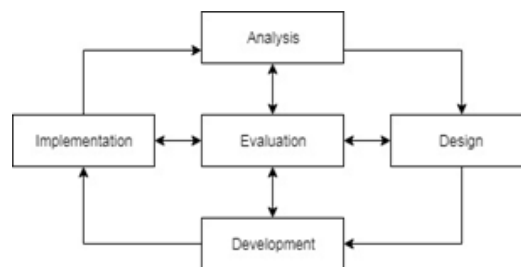 Analysis
Implementation
Evaluation
Design
Development